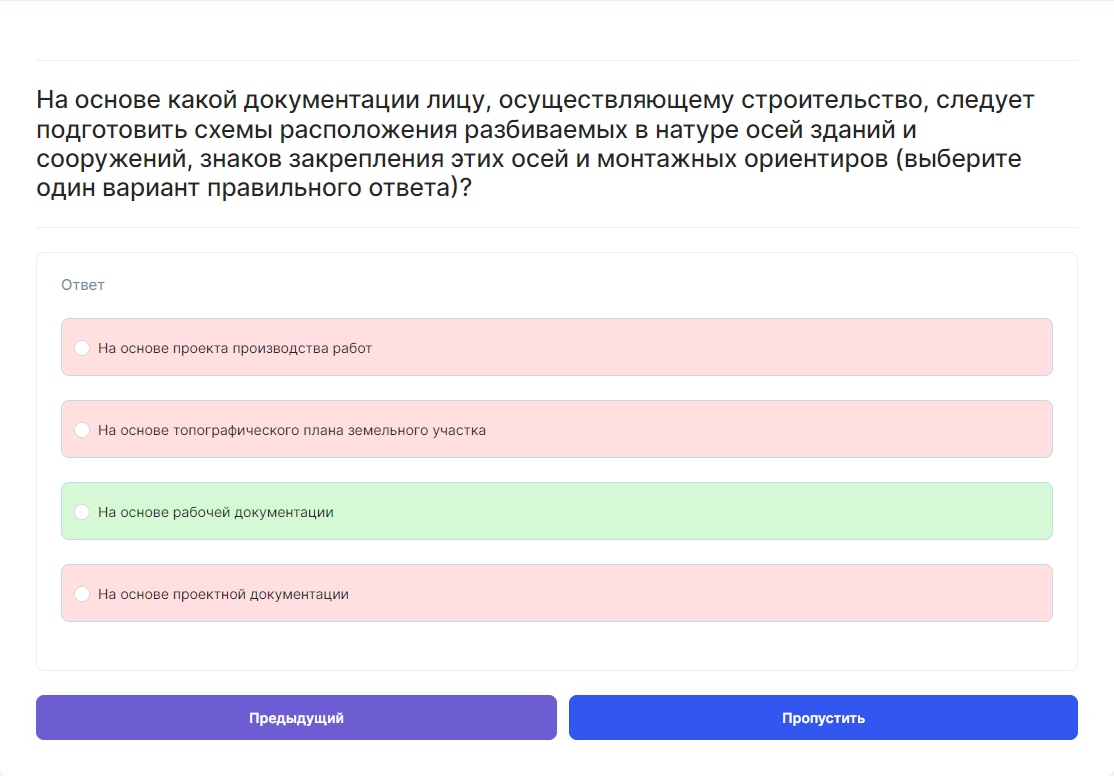 На основе какой документации лицу, осуществляющему строительство, следует
подготовить схемы расположения разбиваемых в натуре осей зданий и
сооружений, знаков закрепления этих осей и монтажных ориентиров (выберите
один вариант правильного ответа)?
Ответ
На основе проекта производства работ
На основе топографического плана земельного участка
На основе рабочей документации
На основе проектной документации
Предыдущий
Пропустить